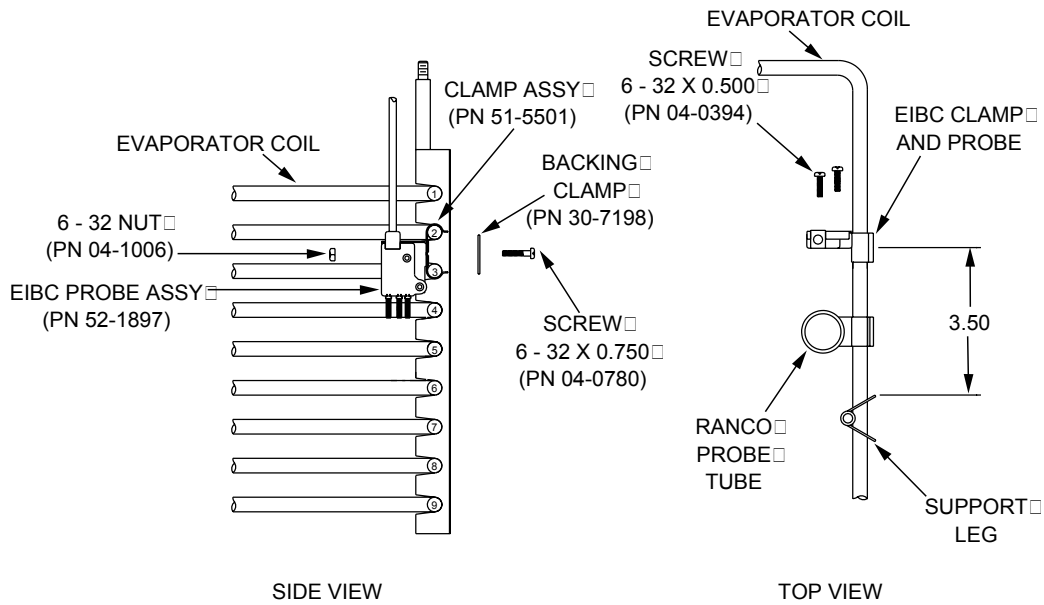 EVAPORATOR COIL
SCREW□
6 - 32 X 0.500□
(PN 04-0394)
CLAMP ASSY□
(PN 51-5501)
EIBC CLAMP□
AND PROBE
EVAPORATOR COIL
BACKING□
CLAMP□
(PN 30-7198)
6 - 32 NUT□
(PN 04-1006)
EIBC PROBE ASSY□
(PN 52-1897)
1
2
3
4
5
6
7
8
9
SCREW□
6 - 32 X 0.750□
(PN 04-0780)
3.50
RANCO□
PROBE□
TUBE
SUPPORT□
LEG
SIDE VIEW
TOP VIEW